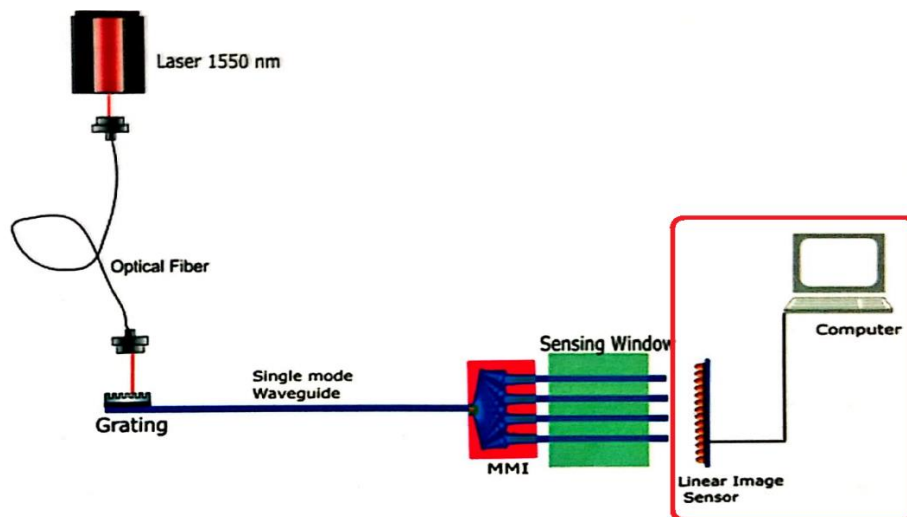 Laser 1550 nm
Optical Fiber
Grating
Single mode
Waveguide
MMI
Sensing Window
Linear Image
Sensor
Computer